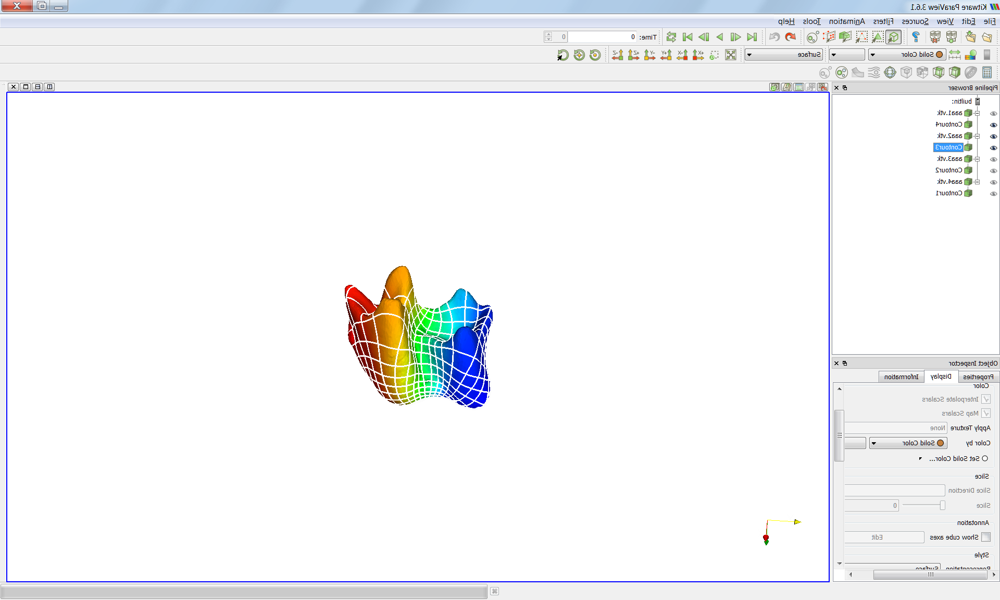 Kitware ParaView 3.6.1
File Edit View Sources Filters Animation Tools Help
Time: 0 0
Solid Color Surface
+X -X +Y -Y +Z -Z
Pipeline Browser
builtin:
aaa1.vtk
Contour4
aaa2.vtk
Contour3
aaa3.vtk
Contour2
aaa4.vtk
Contour1
Object Inspector
Properties Display Information
Color
Interpolate Scalars
Map Scalars
Apply Texture None
Color by Solid Color
Set Solid Color...
Slice
Slice Direction
Slice 0
Annotation
Show cube axes Edit
Style
Representation Surface